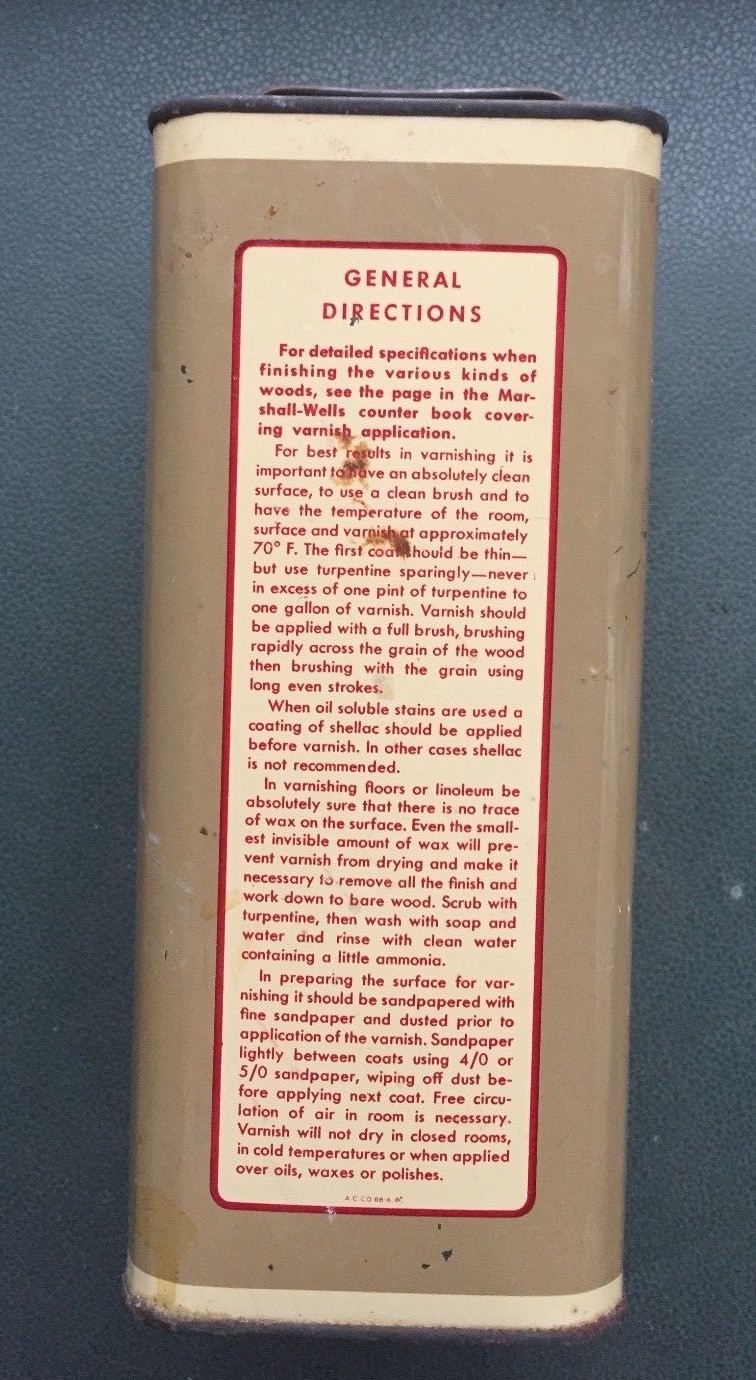 GENERAL
DIRECTIONS
For detailed specifications when
finishing the various kinds of
woods, see the page in the Mar-
shall-Wells counter book cover-
ing varnish application.
For best results in varnishing it is
important to have an absolutely clean
surface, to use a clean brush and to
have the temperature of the room,
surface and varnish at approximately
70° F. The first coat should be thin—
but use turpentine sparingly—never
in excess of one pint of turpentine to
one gallon of varnish. Varnish should
be applied with a full brush, brushing
rapidly across the grain of the wood
then brushing with the grain using
long even strokes.
When oil soluble stains are used a
coating of shellac should be applied
before varnish. In other cases shellac
is not recommended.
In varnishing floors or linoleum be
absolutely sure that there is no trace
of wax on the surface. Even the small-
est invisible amount of wax will pre-
vent varnish from drying and make it
necessary to remove all the finish and
work down to bare wood. Scrub with
turpentine, then wash with soap and
water and rinse with clean water
containing a little ammonia.
In preparing the surface for var-
nishing it should be sandpapered with
fine sandpaper and dusted prior to
application of the varnish. Sandpaper
lightly between coats using 4/0 or
5/0 sandpaper, wiping off dust be-
fore applying next coat. Free circu-
lation of air in room is necessary.
Varnish will not dry in closed rooms,
in cold temperatures or when applied
over oils, waxes or polishes.
A.C.CO 68-A